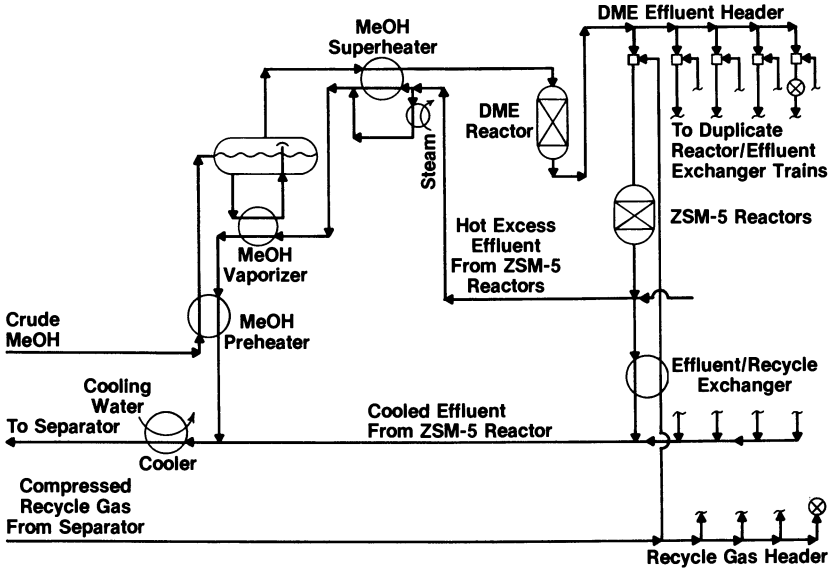 DME Effluent Header
MeOH
Superheater
DME
Reactor
Steam
To Duplicate
Reactor/Effluent
Exchanger Trains
ZSM-5 Reactors
Hot Excess
Effluent
From ZSM-5
Reactors
MeOH
Vaporizer
Crude
MeOH
MeOH
Preheater
Effluent/Recycle
Exchanger
Cooling
Water
To Separator
Cooler
Cooled Effluent
From ZSM-5 Reactor
Compressed
Recycle Gas
From Separator
Recycle Gas Header